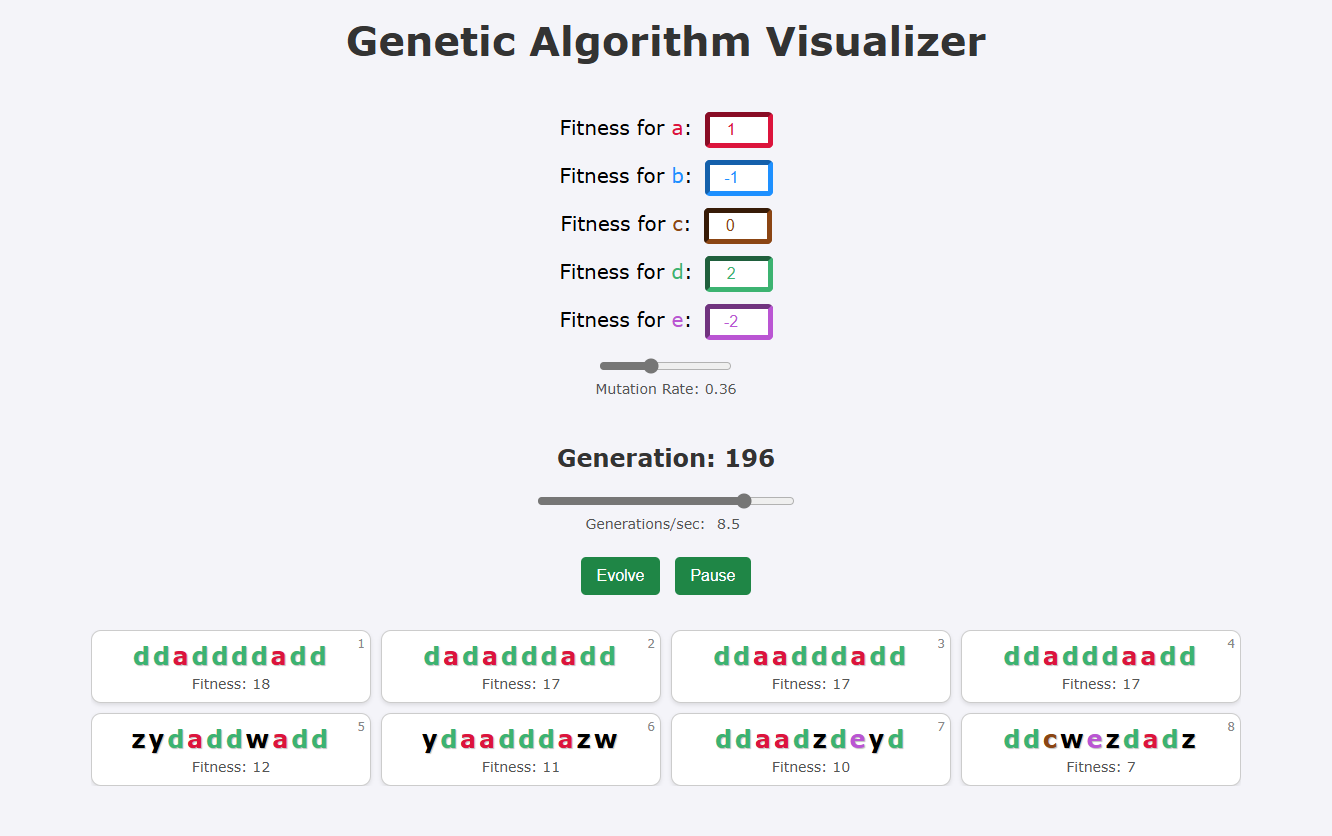 Genetic Algorithm Visualizer
Fitness for a: 1
Fitness for b: -1
Fitness for c: 0
Fitness for d: 2
Fitness for e: -2
Mutation Rate: 0.36
Generation: 196
Generations/sec: 8.5
Evolve Pause
1
ddaddddadd
Fitness: 18
2
dadadddadd
Fitness: 17
3
ddaadddadd
Fitness: 17
4
ddadddaadd
Fitness: 17
5
zydaddwadd
Fitness: 12
6
ydaadddazw
Fitness: 11
7
ddaadzdeyd
Fitness: 10
8
ddcwezdadz
Fitness: 7